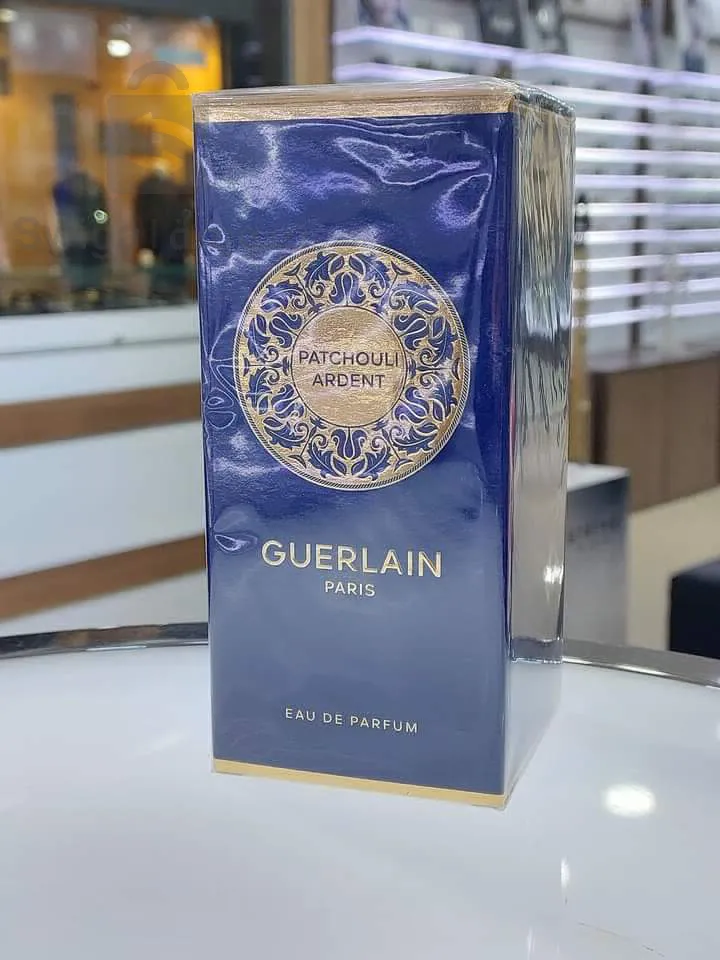 PATCHOULI
ARDENT
GUERLAIN
PARIS
EAU DE PARFUM